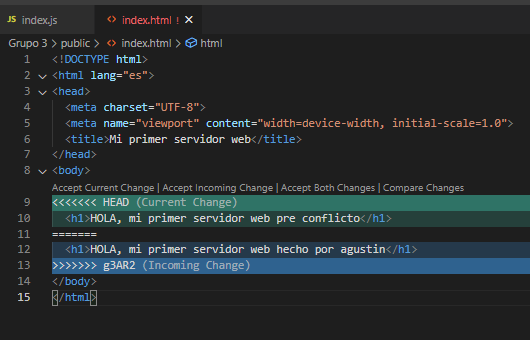 JS index.js <> index.html ! ×
Grupo 3 > public > <> index.html > html
1 <!DOCTYPE html>
2 <html lang="es">
3 <head>
4 <meta charset="UTF-8">
5 <meta name="viewport" content="width=device-width, initial-scale=1.0">
6 <title>Mi primer servidor web</title>
7 </head>
8 <body>
Accept Current Change | Accept Incoming Change | Accept Both Changes | Compare Changes
9 <<<<<<< HEAD (Current Change)
10 <h1>HOLA, mi primer servidor web pre conflicto</h1>
11 =======
12 <h1>HOLA, mi primer servidor web hecho por agustin</h1>
13 >>>>>>> g3AR2 (Incoming Change)
14 </body>
15 </html>